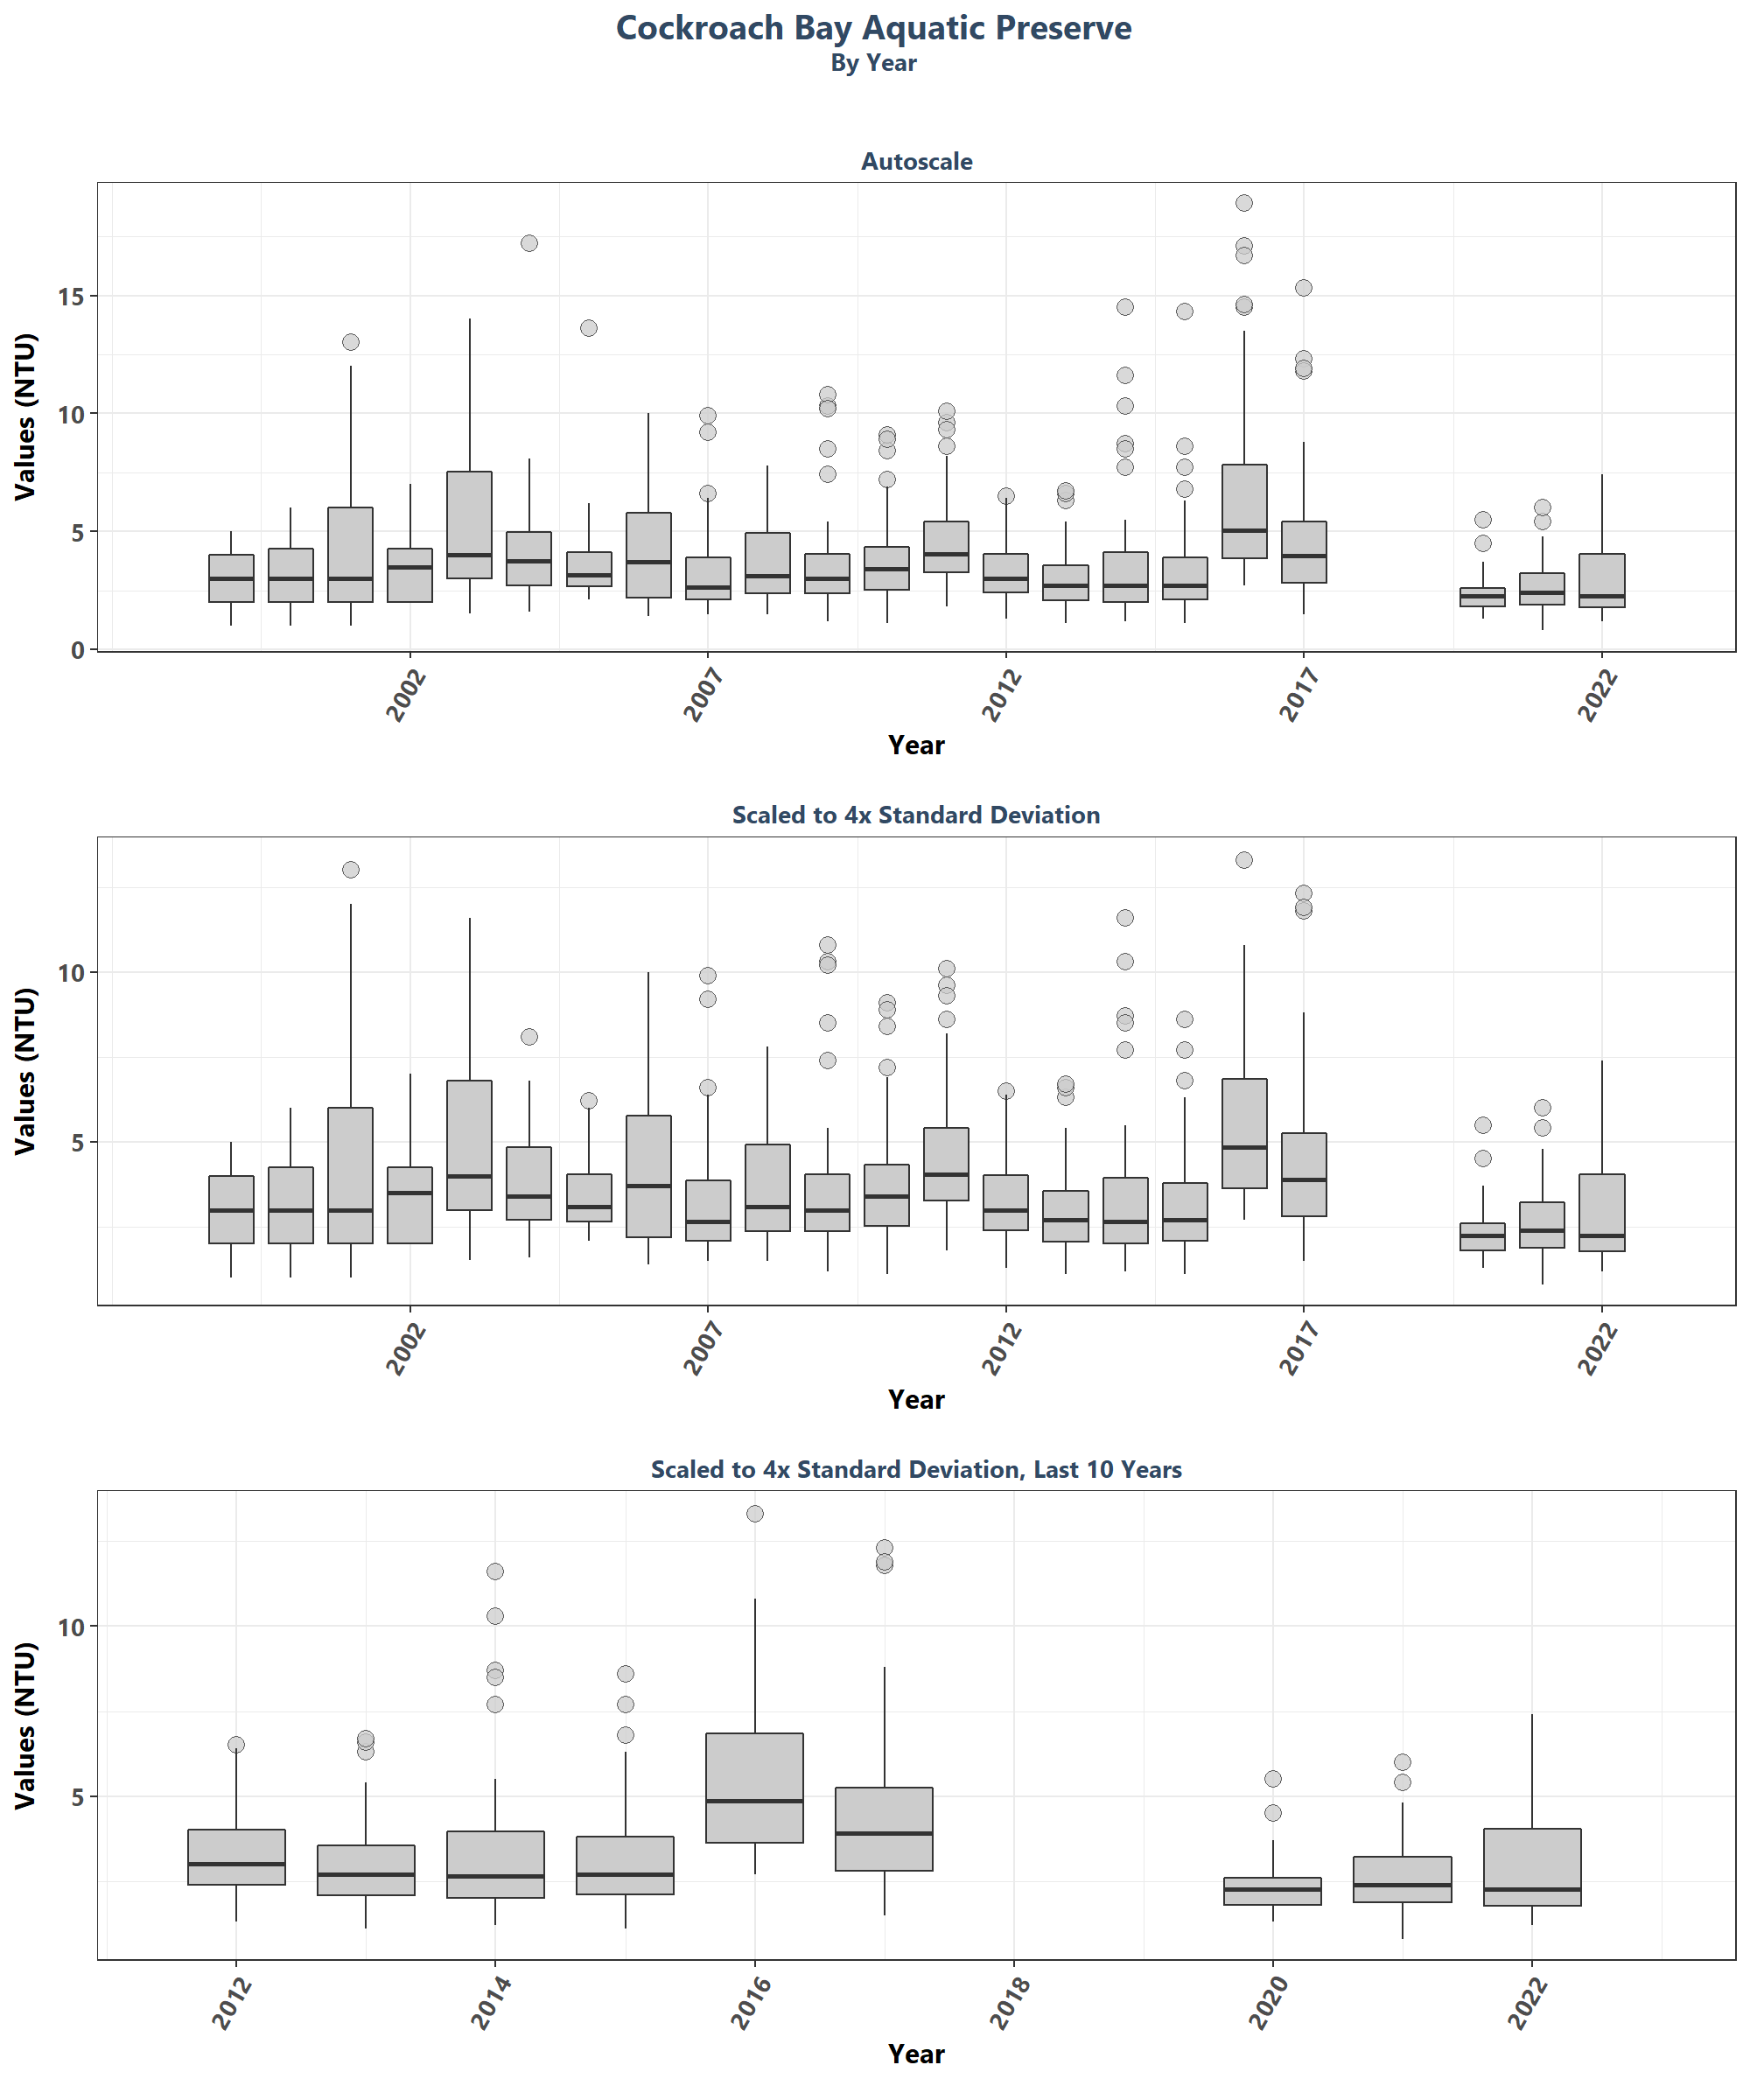 Cockroach Bay Aquatic Preserve
By Year
Autoscale
Values (NTU)
15
10
5
0
2002 2007 2012 2017 2022
Year
Scaled to 4x Standard Deviation
Values (NTU)
10
5
2002 2007 2012 2017 2022
Year
Scaled to 4x Standard Deviation, Last 10 Years
Values (NTU)
10
5
2012 2014 2016 2018 2020 2022
Year